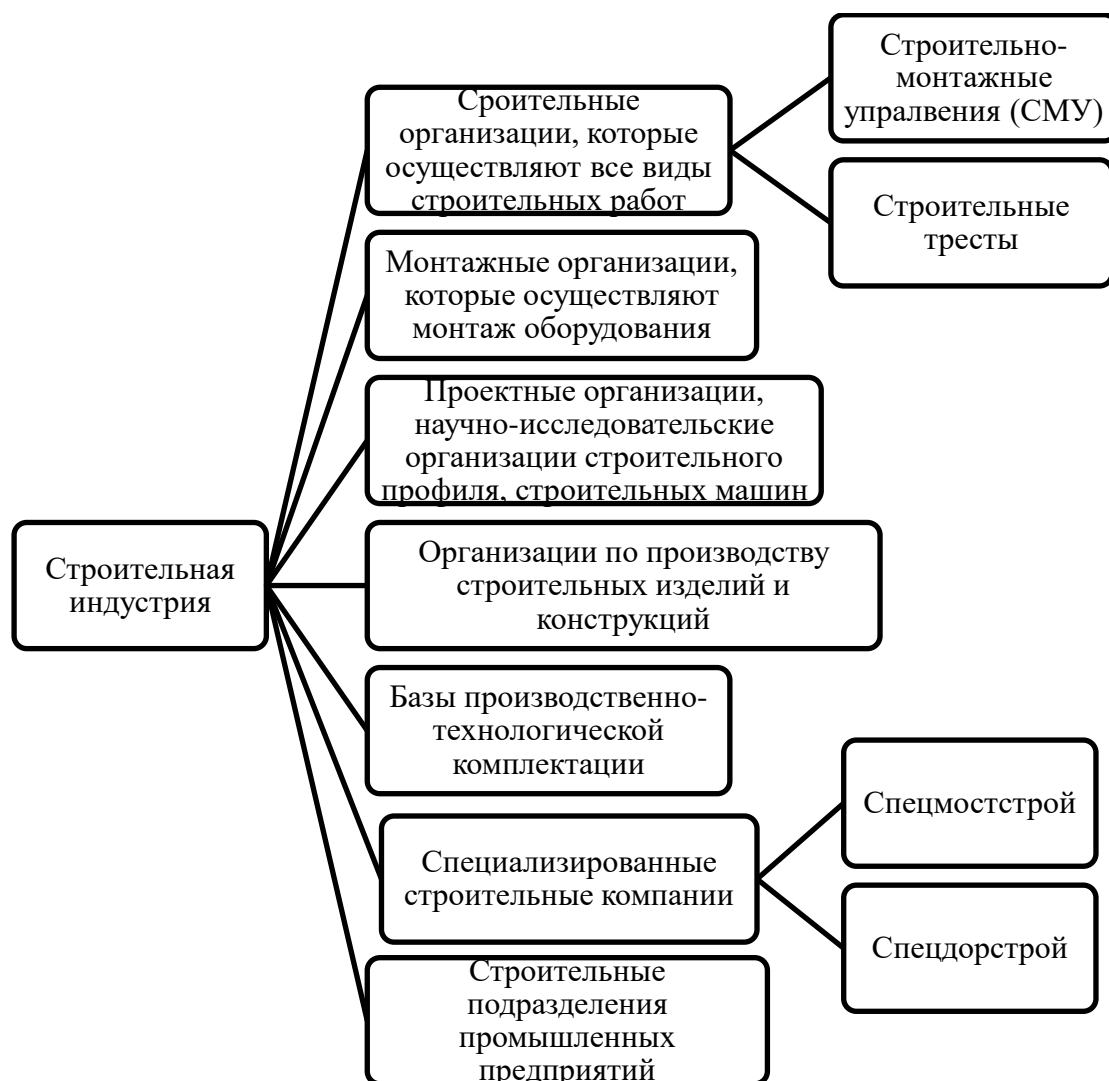 Строительная
индустрия
Сроительные
организации, которые
осуществляют все виды
строительных работ
Строительно-
монтажные
упралвения (СМУ)
Строительные
тресты
Монтажные организации,
которые осуществляют
монтаж оборудования
Проектные организации,
научно-исследовательские
организации строительного
профиля, строительных машин
Организации по производству
строительных изделий и
конструкций
Базы производственно-
технологической
комплектации
Специализированные
строительные компании
Спецмостстрой
Спецдорстрой
Строительные
подразделения
промышленных
предприятий